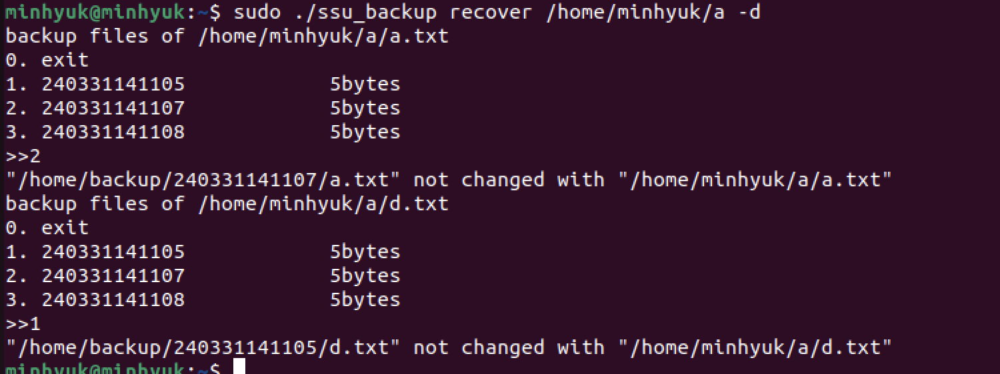 minhyuk@minhyuk:~$ sudo ./ssu_backup recover /home/minhyuk/a -d
backup files of /home/minhyuk/a/a.txt
0. exit
1. 240331141105 5bytes
2. 240331141107 5bytes
3. 240331141108 5bytes
>>2
"/home/backup/240331141107/a.txt" not changed with "/home/minhyuk/a/a.txt"
backup files of /home/minhyuk/a/d.txt
0. exit
1. 240331141105 5bytes
2. 240331141107 5bytes
3. 240331141108 5bytes
>>1
"/home/backup/240331141105/d.txt" not changed with "/home/minhyuk/a/d.txt"
minhyuk@minhyuk:~$